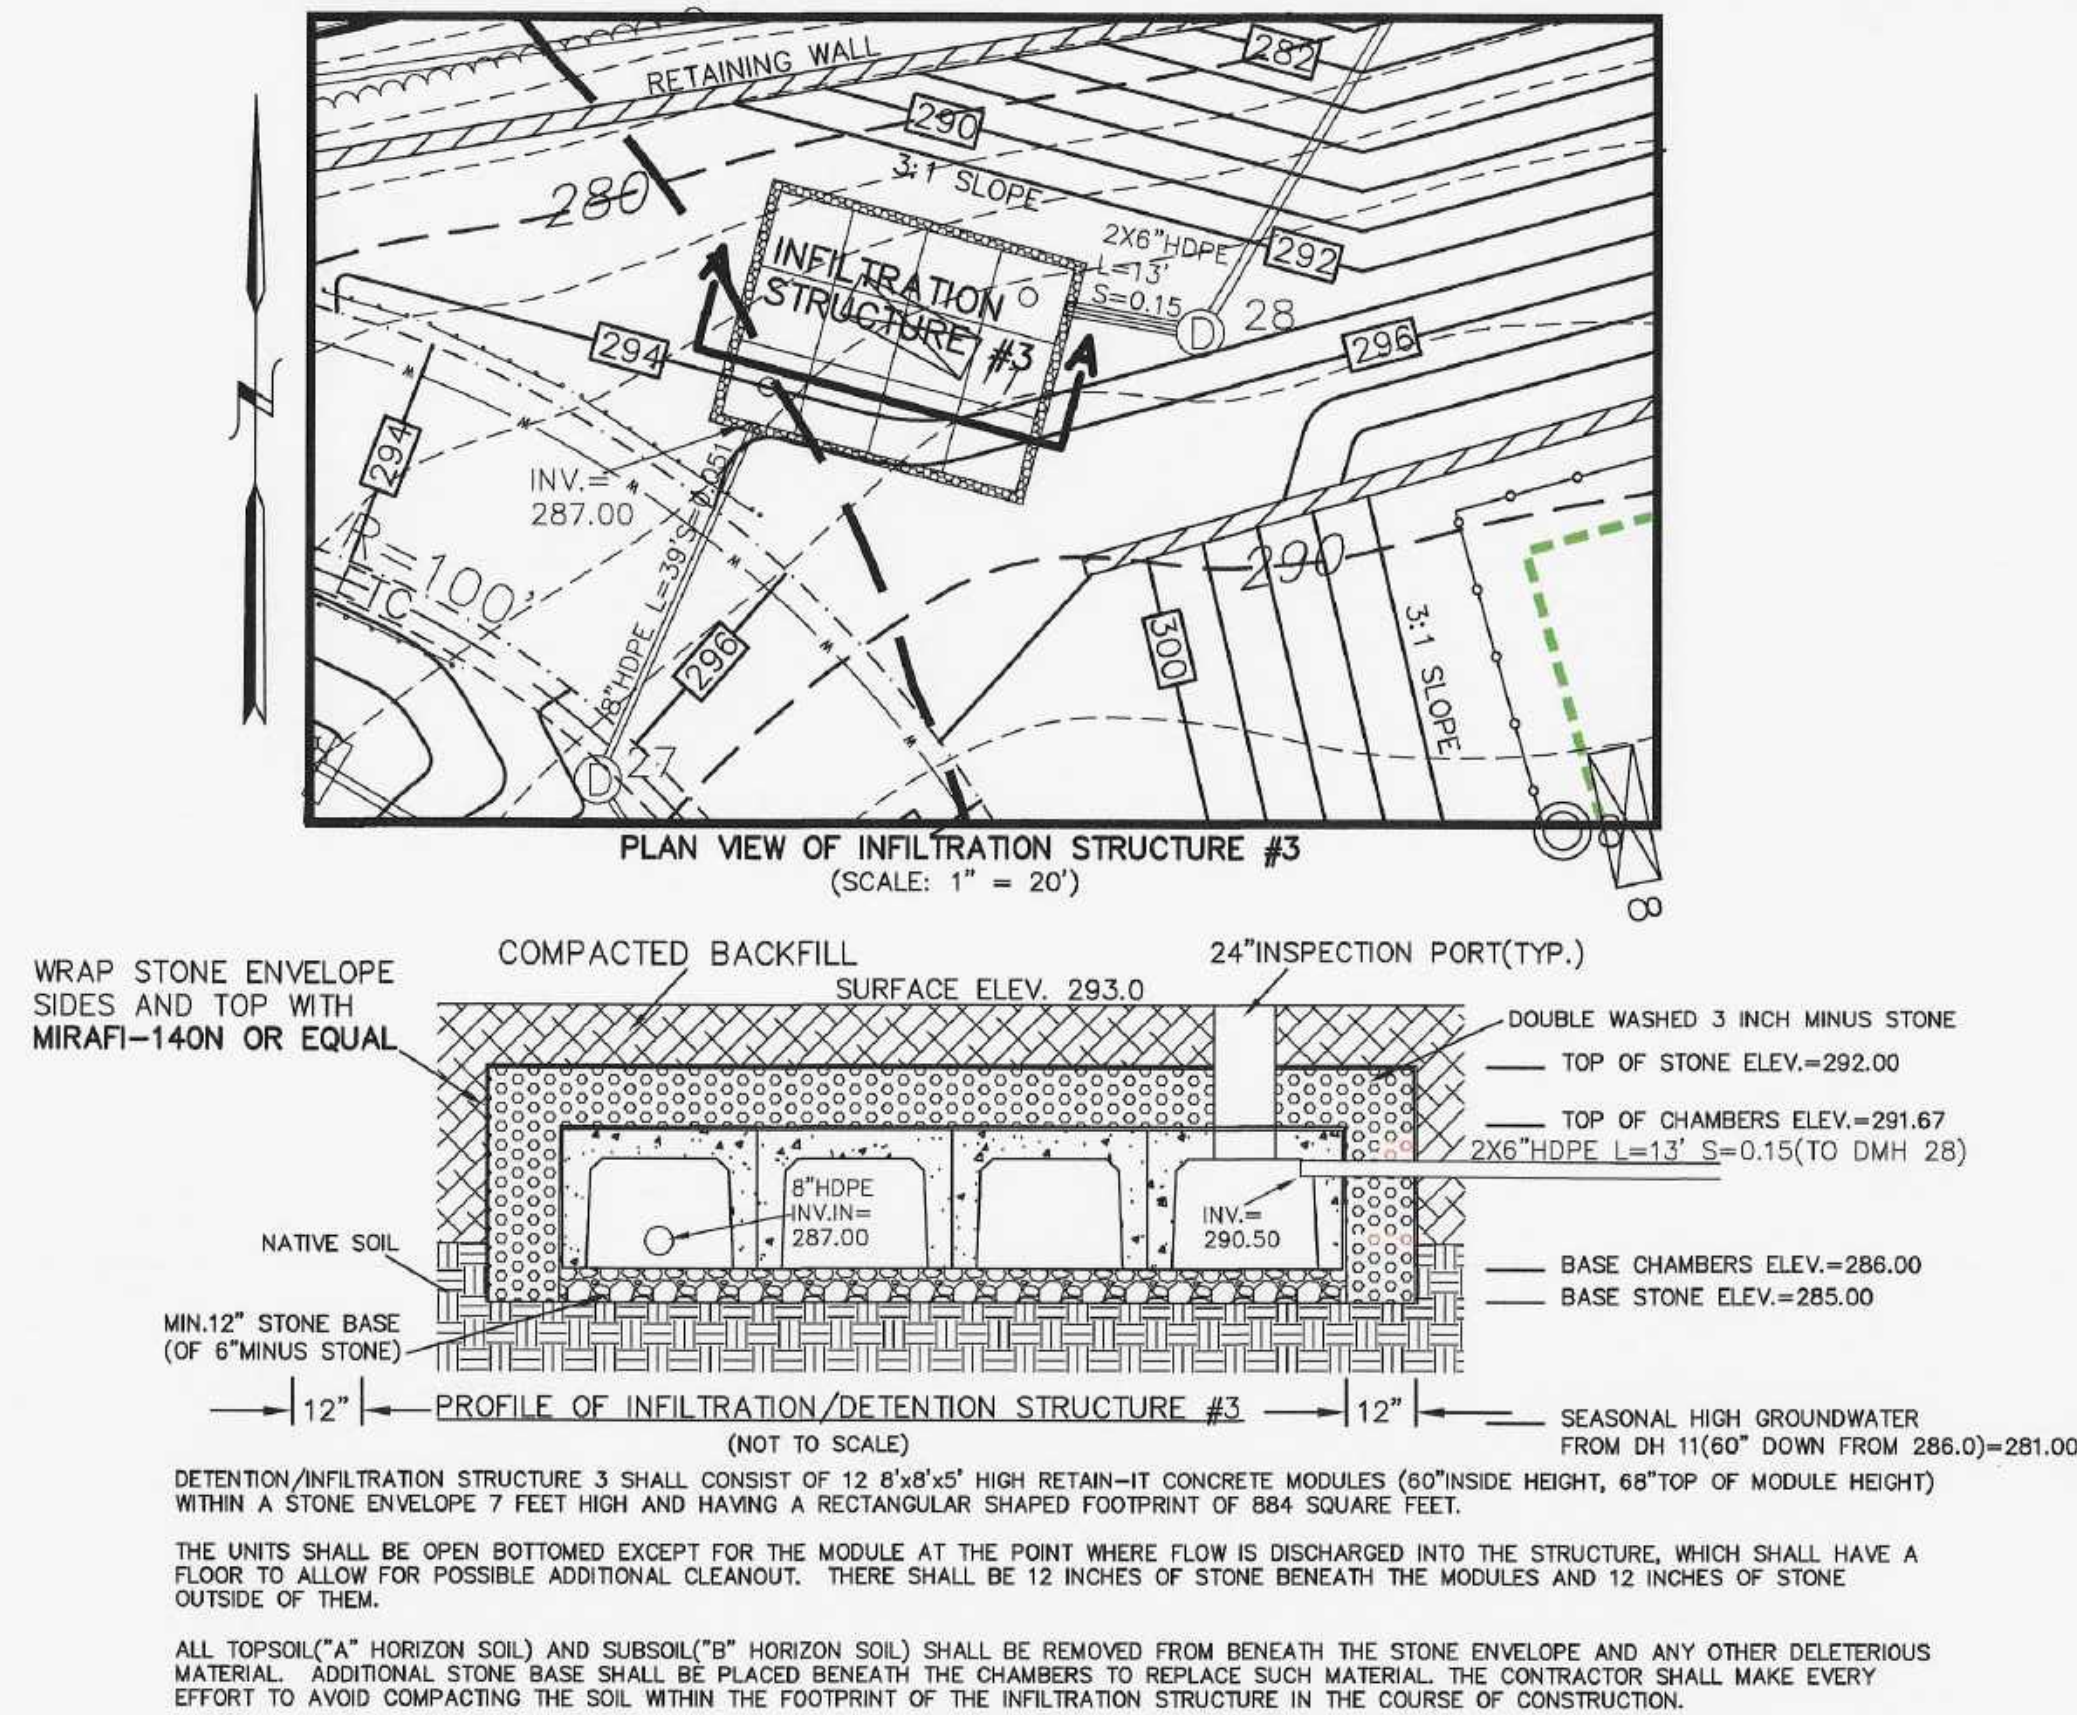 RETAINING WALL
282
290
3:1 SLOPE
280
2X6"HDPE
L=13'
S=0.15
292
INFILTRATION
STRUCTURE #3
A
A
D 28
294
296
294
INV.=
287.00
8"HDPE L=39' S=0.051
R=100'
ETC
W
W
W
W
W
W
296
290
300
3:1 SLOPE
D 27
8
8
N
PLAN VIEW OF INFILTRATION STRUCTURE #3
(SCALE: 1" = 20')
WRAP STONE ENVELOPE
SIDES AND TOP WITH
MIRAFI-140N OR EQUAL
COMPACTED BACKFILL
SURFACE ELEV. 293.0
24"INSPECTION PORT(TYP.)
DOUBLE WASHED 3 INCH MINUS STONE
TOP OF STONE ELEV.=292.00
TOP OF CHAMBERS ELEV.=291.67
2X6"HDPE L=13' S=0.15(TO DMH 28)
8"HDPE
INV.IN=
287.00
INV.=
290.50
NATIVE SOIL
BASE CHAMBERS ELEV.=286.00
BASE STONE ELEV.=285.00
MIN.12" STONE BASE
(OF 6"MINUS STONE)
12"
PROFILE OF INFILTRATION/DETENTION STRUCTURE #3
12"
(NOT TO SCALE)
SEASONAL HIGH GROUNDWATER
FROM DH 11(60" DOWN FROM 286.0)=281.00
DETENTION/INFILTRATION STRUCTURE 3 SHALL CONSIST OF 12 8'x8'x5' HIGH RETAIN-IT CONCRETE MODULES (60"INSIDE HEIGHT, 68"TOP OF MODULE HEIGHT)
WITHIN A STONE ENVELOPE 7 FEET HIGH AND HAVING A RECTANGULAR SHAPED FOOTPRINT OF 884 SQUARE FEET.
THE UNITS SHALL BE OPEN BOTTOMED EXCEPT FOR THE MODULE AT THE POINT WHERE FLOW IS DISCHARGED INTO THE STRUCTURE, WHICH SHALL HAVE A
FLOOR TO ALLOW FOR POSSIBLE ADDITIONAL CLEANOUT. THERE SHALL BE 12 INCHES OF STONE BENEATH THE MODULES AND 12 INCHES OF STONE
OUTSIDE OF THEM.
ALL TOPSOIL("A" HORIZON SOIL) AND SUBSOIL("B" HORIZON SOIL) SHALL BE REMOVED FROM BENEATH THE STONE ENVELOPE AND ANY OTHER DELETERIOUS
MATERIAL. ADDITIONAL STONE BASE SHALL BE PLACED BENEATH THE CHAMBERS TO REPLACE SUCH MATERIAL. THE CONTRACTOR SHALL MAKE EVERY
EFFORT TO AVOID COMPACTING THE SOIL WITHIN THE FOOTPRINT OF THE INFILTRATION STRUCTURE IN THE COURSE OF CONSTRUCTION.